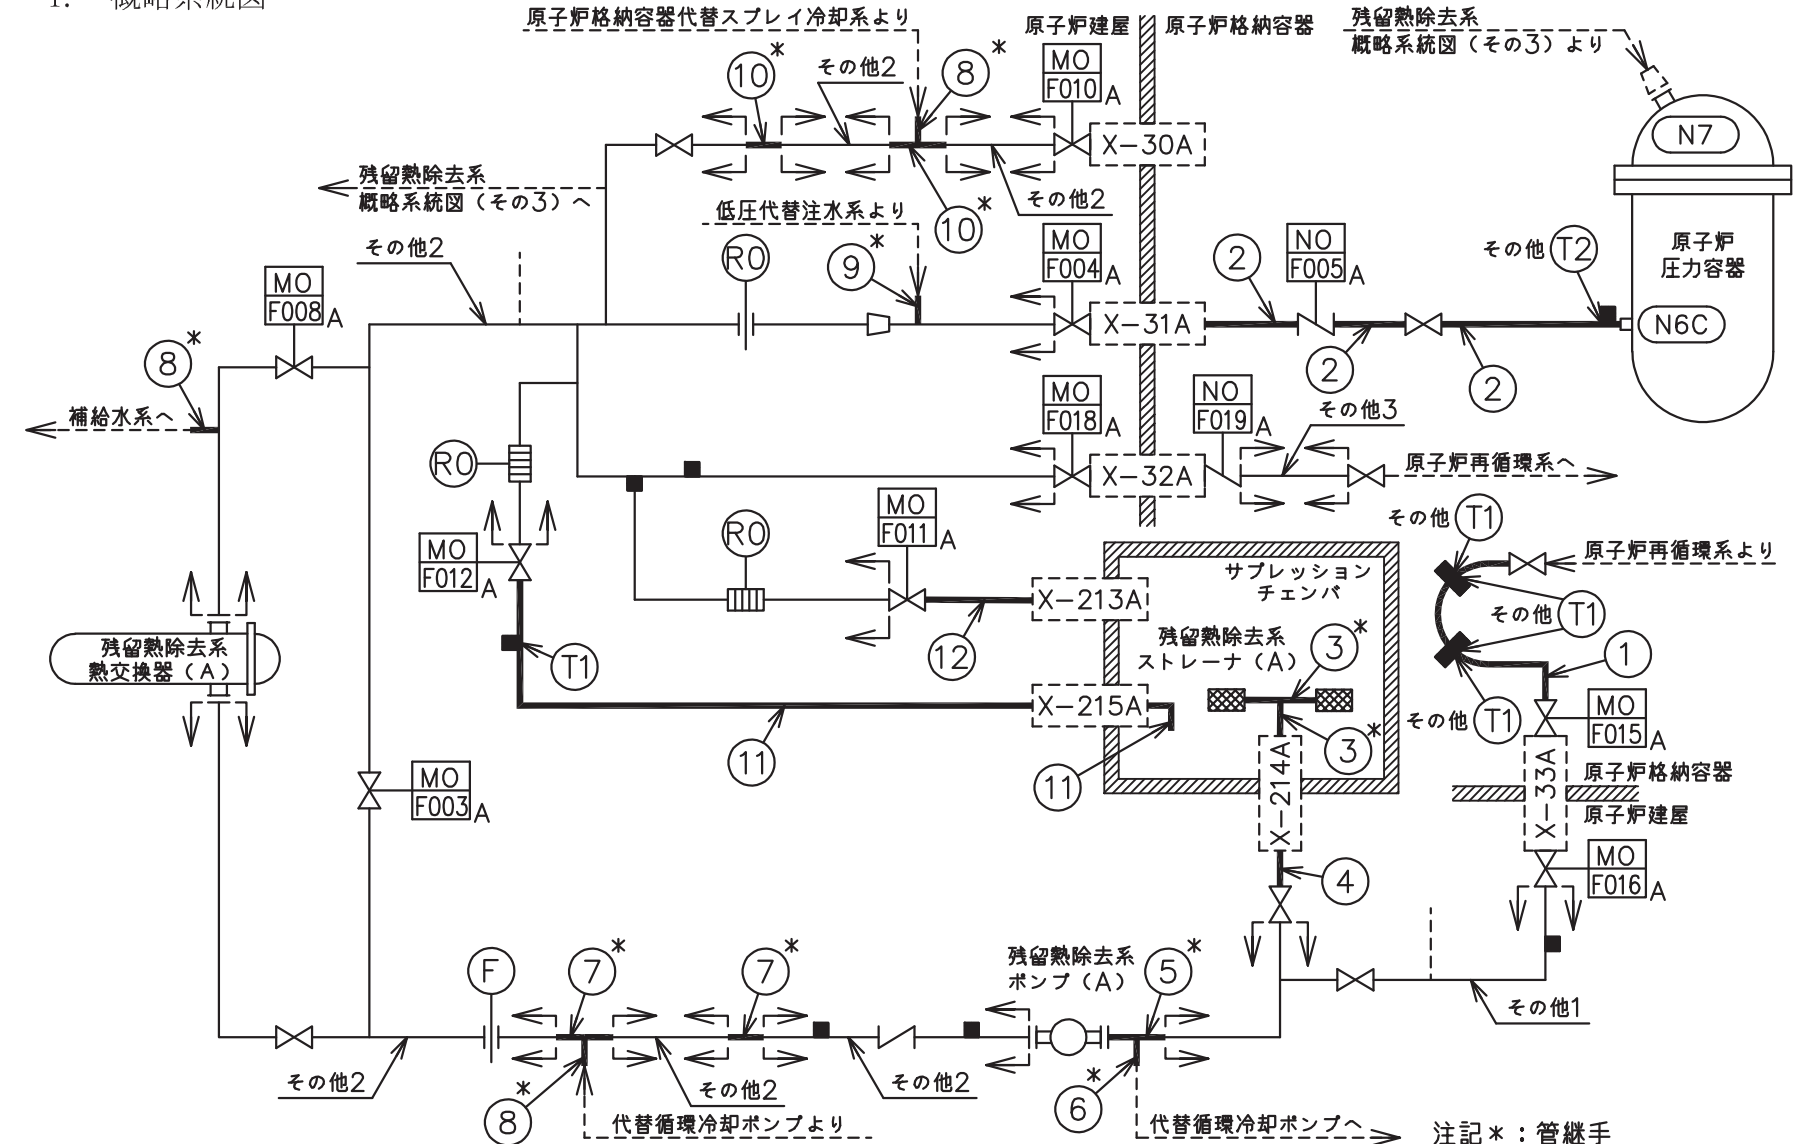 1. 概略系統図
原子炉格納容器代替スプレイ冷却系より
原子炉建屋
原子炉格納容器
残留熱除去系
概略系統図（その3）より
10*
その他2
8*
MO
F010 A
X-30A
N7
残留熱除去系
概略系統図（その3）へ
その他2
10*
低圧代替注水系より
その他2
RO
9*
MO
F004 A
X-31A
2
NO
F005 A
その他 T2
原子炉
圧力容器
N6C
2
2
MO
F008 A
8*
補給水系へ
MO
F018 A
X-32A
NO
F019 A
その他3
原子炉再循環系へ
RO
MO
F012 A
RO
MO
F011 A
X-213A
12
サプレッション
チェンバ
その他 T1
原子炉再循環系より
その他 T1
残留熱除去系
ストレーナ（A）
3*
1
残留熱除去系
熱交換器（A）
T1
X-215A
11
11
3*
その他 T1
MO
F015 A
X-214A
X-33A
原子炉格納容器
原子炉建屋
MO
F003 A
4
MO
F016 A
F
7*
7*
残留熱除去系
ポンプ（A）
5*
その他1
その他2
8*
その他2
その他2
6*
代替循環冷却ポンプより
代替循環冷却ポンプへ
注記＊：管継手